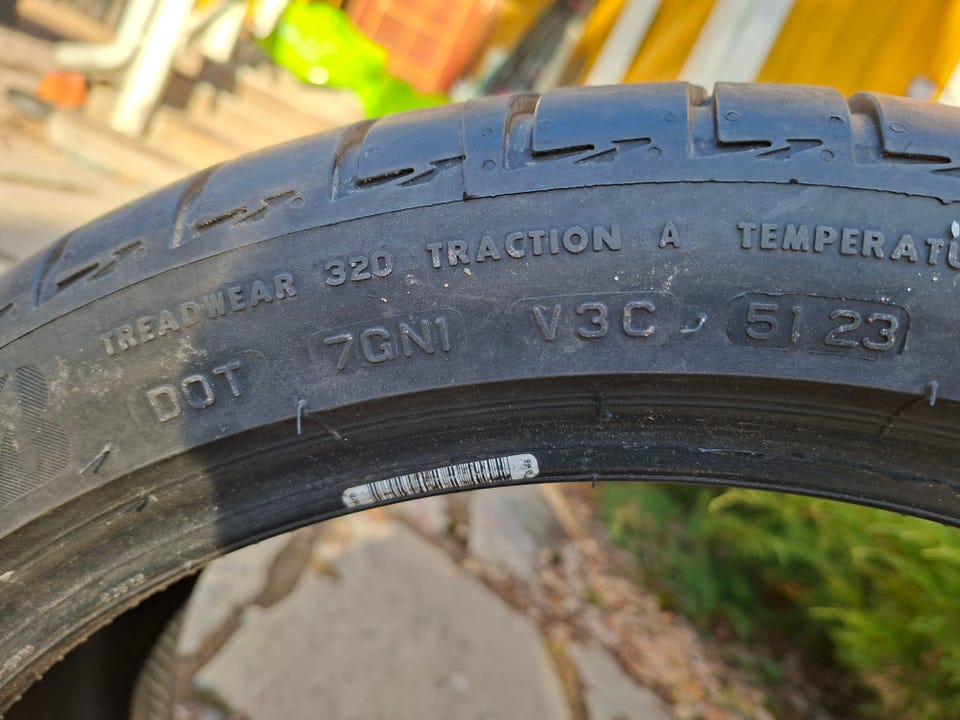 TREADWEAR 320 TRACTION A TEMPERATU
DOT 7GN1 V3C 5123